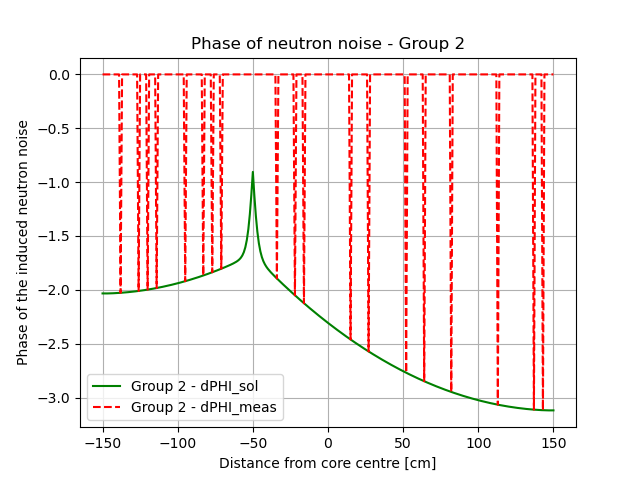 Phase of neutron noise - Group 2
Phase of the induced neutron noise
0.0
−0.5
−1.0
−1.5
−2.0
−2.5
−3.0
Group 2 - dPHI_sol
Group 2 - dPHI_meas
−150
−100
−50
0
50
100
150
Distance from core centre [cm]